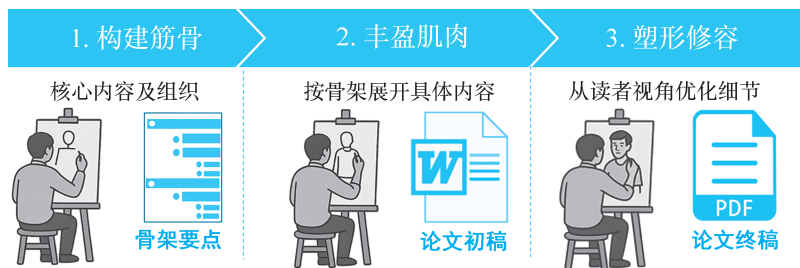 1. 构建筋骨
2. 丰盈肌肉
3. 塑形修容
核心内容及组织
按骨架展开具体内容
从读者视角优化细节
W
PDF
骨架要点
论文初稿
论文终稿